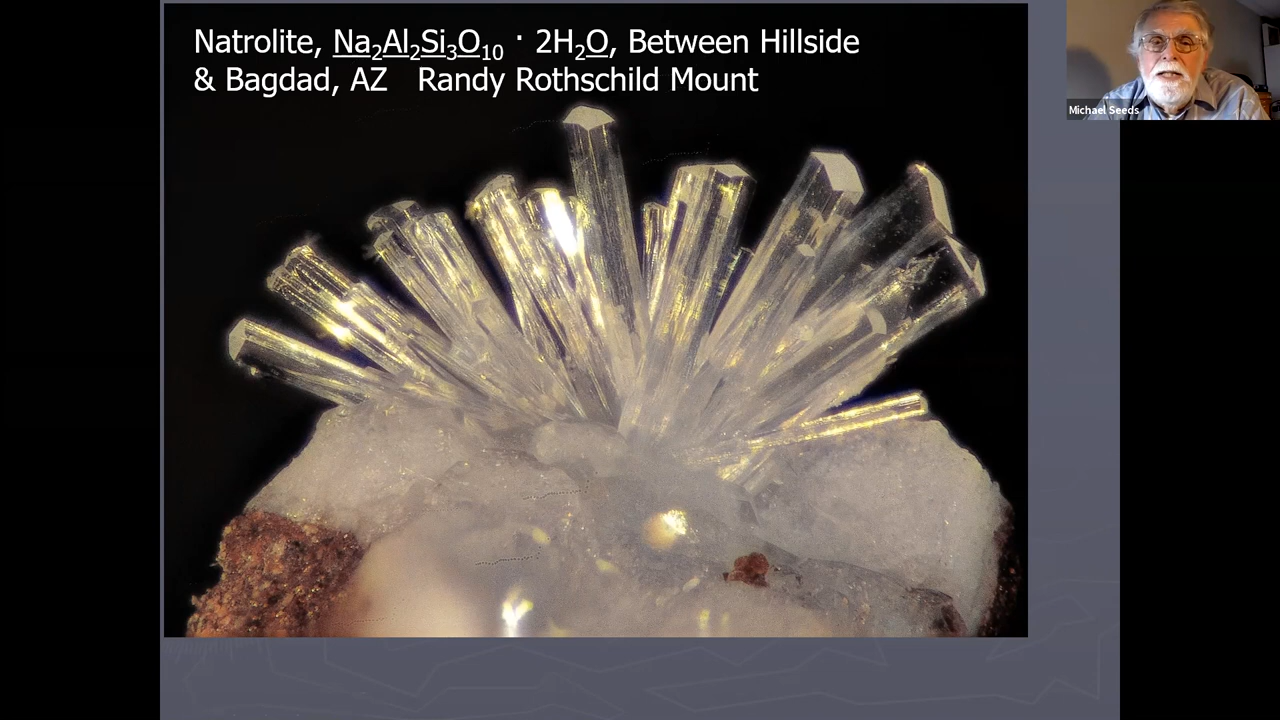 Natrolite, Na₂Al₂Si₃O₁₀ · 2H₂O, Between Hillside
& Bagdad, AZ   Randy Rothschild Mount
Michael Seeds